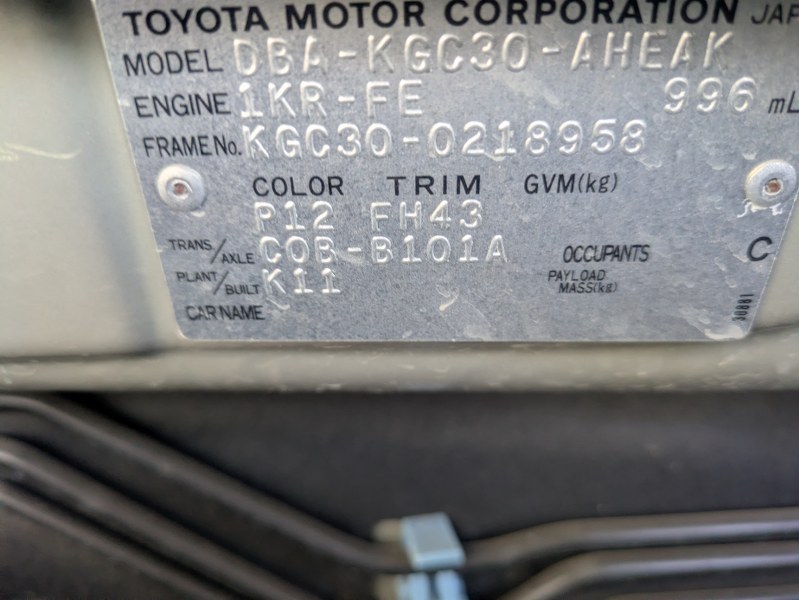 TOYOTA MOTOR CORPORATION JAP
MODEL DBA-KGC30-AHEAK
ENGINE 1KR-FE 996 mL
FRAME No. KGC30-0218958
COLOR TRIM GVM(kg)
P12 FH43
TRANS/AXLE C0B-B101A OCCUPANTS C
PLANT/BUILT K11 PAYLOAD MASS(kg)
CAR NAME
30881